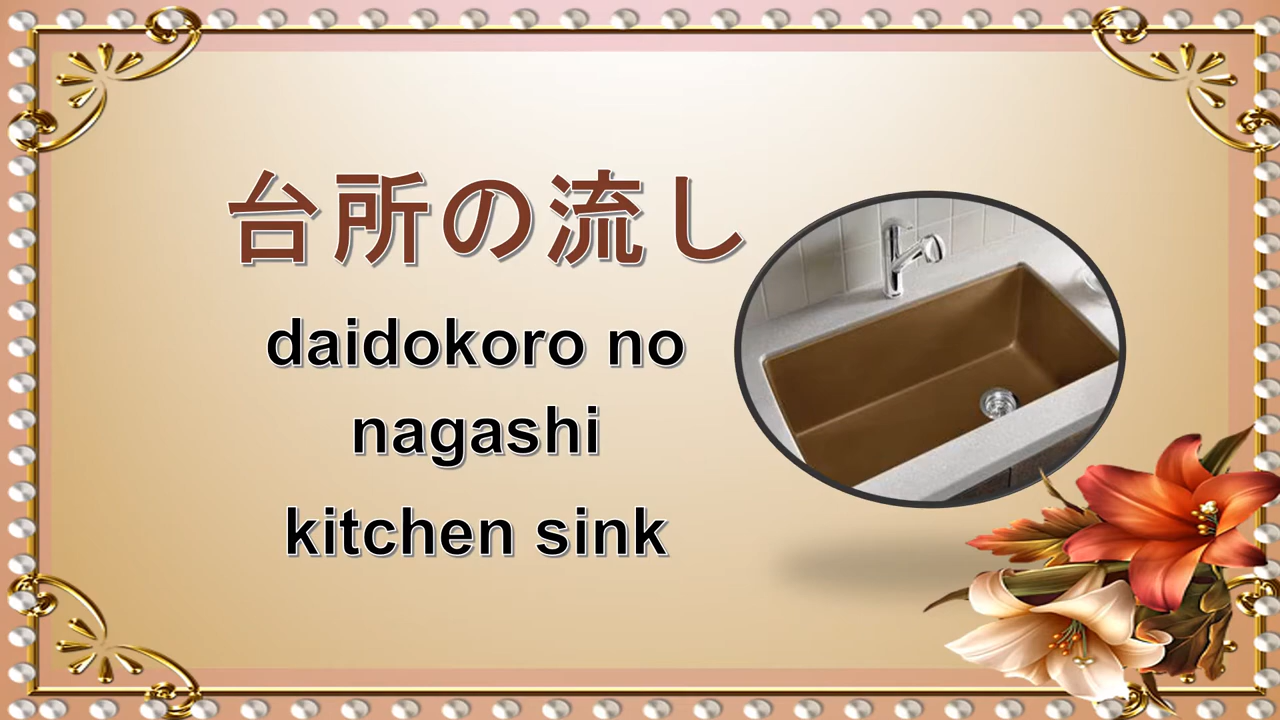 台所の流し
daidokoro no
nagashi
kitchen sink